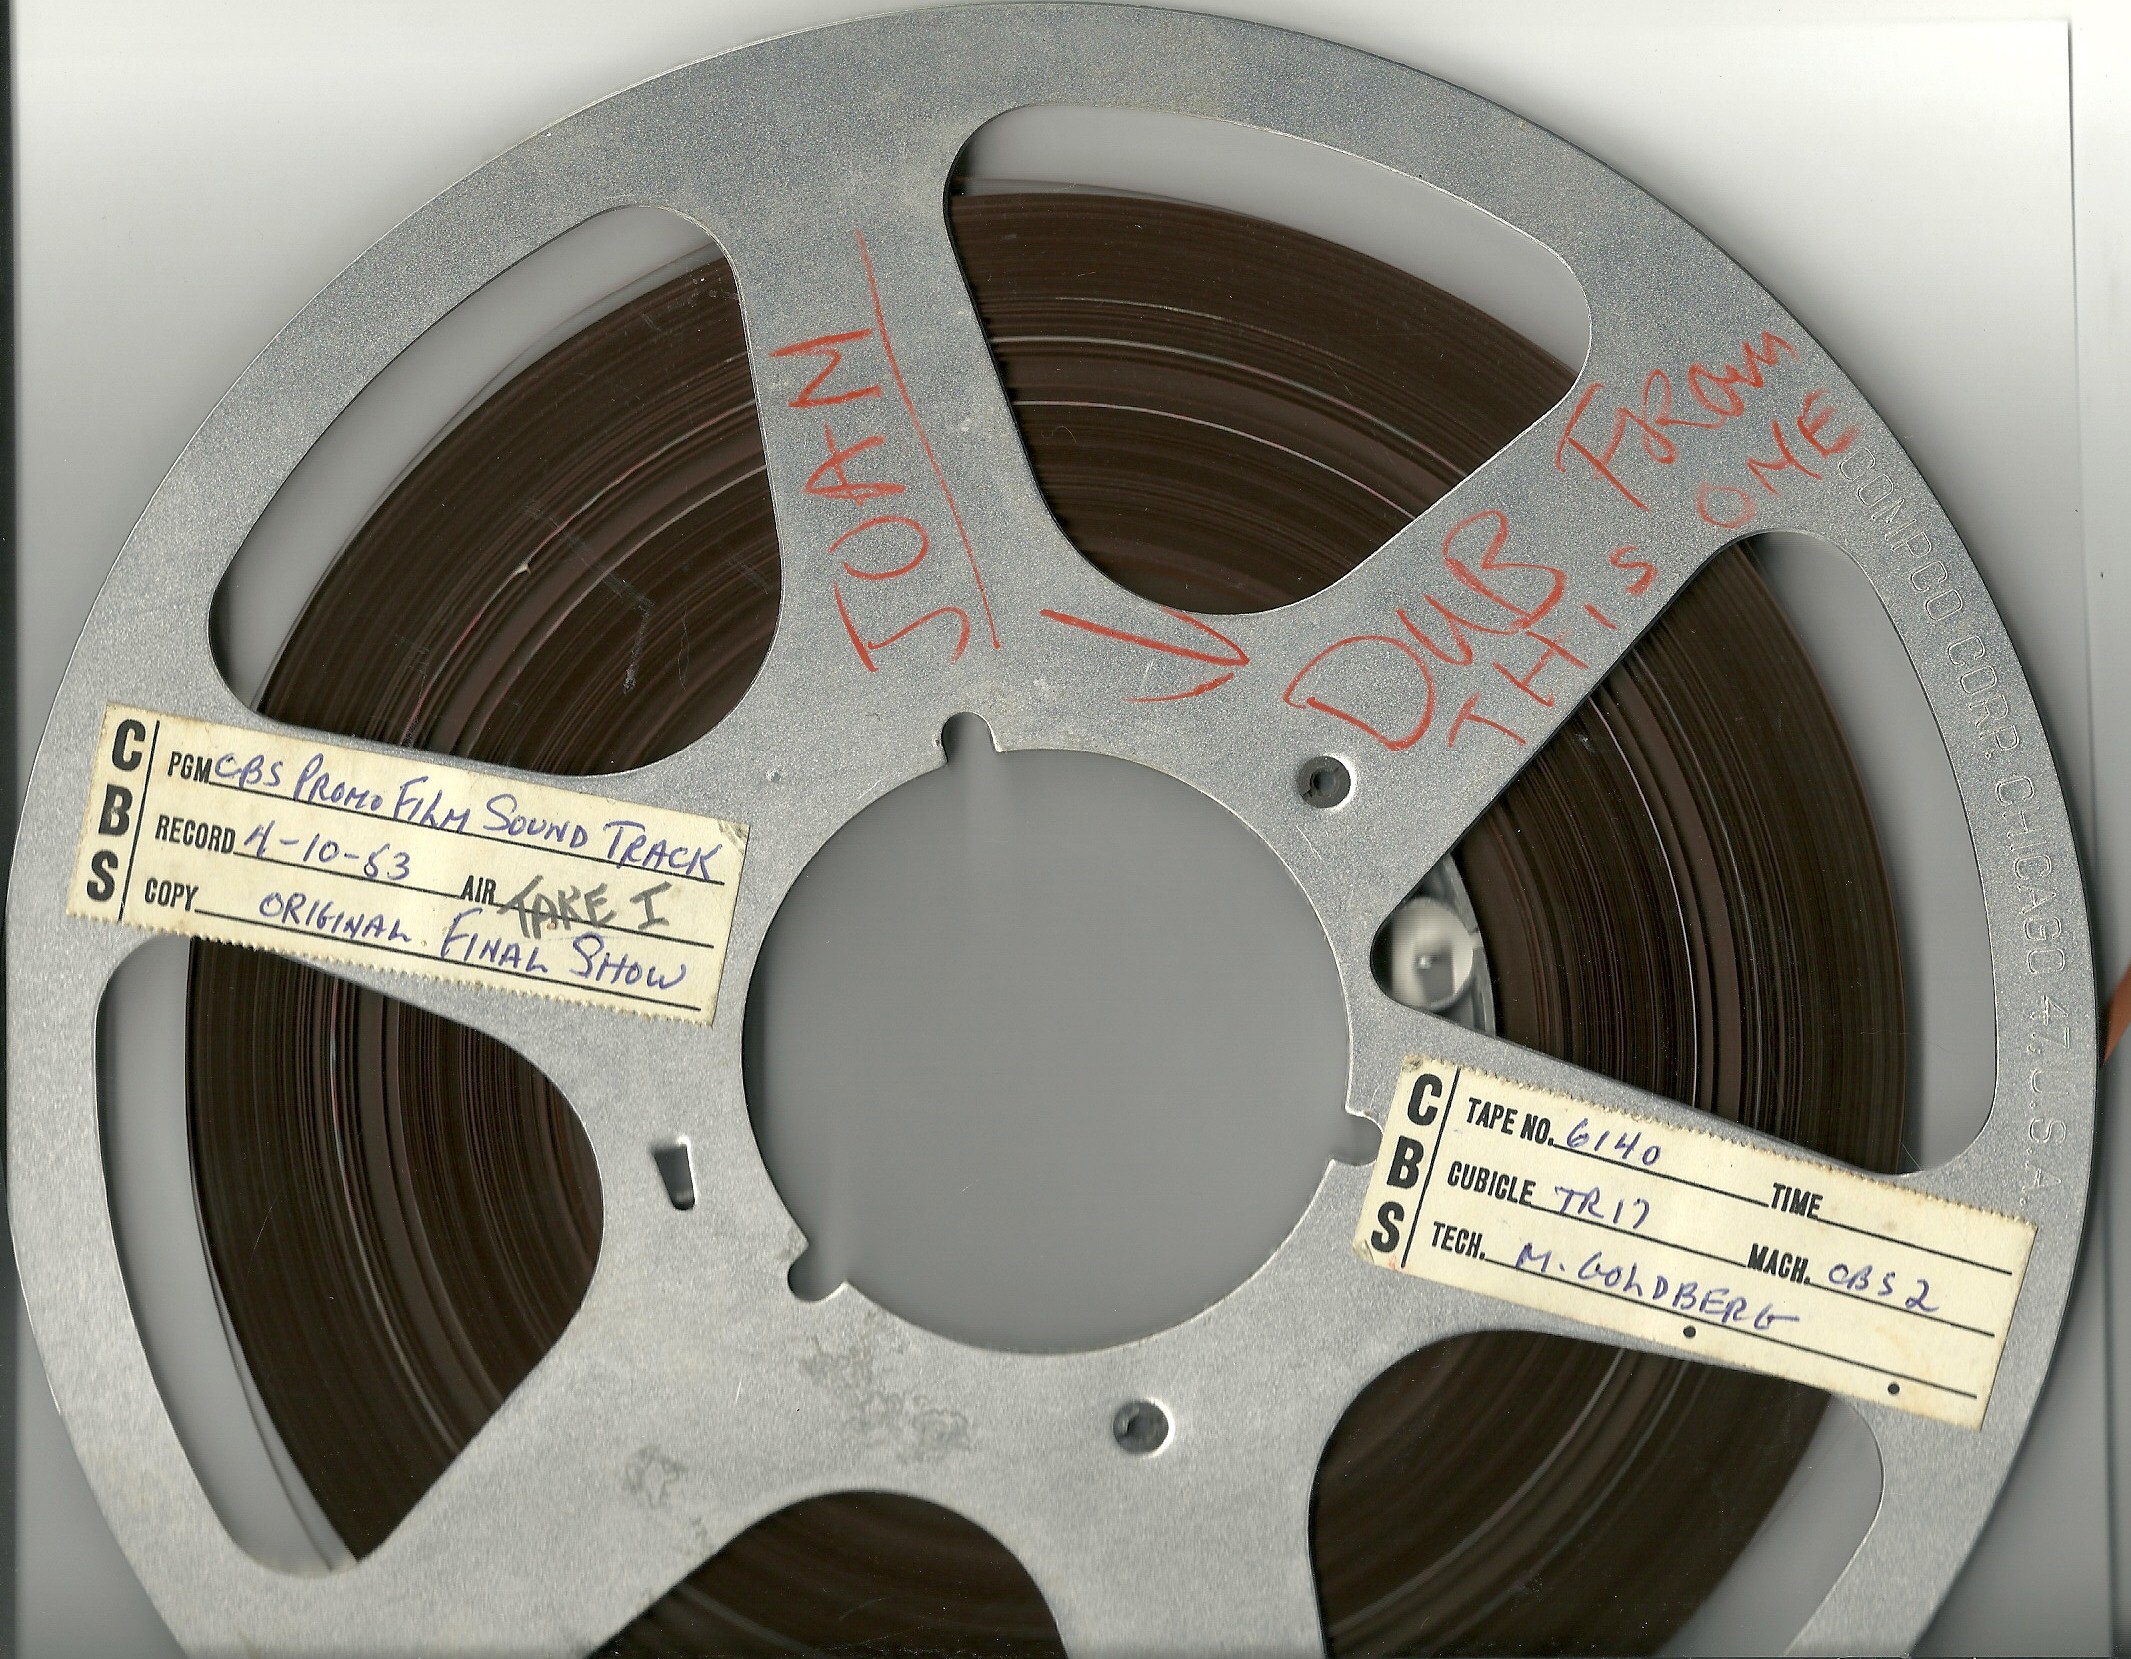 JOAN
DUB FROM
THIS ONE
COMPCO CORP. CHICAGO 47, U.S.A.
CBS
PGM CBS PROMO FILM SOUND TRACK
RECORD 4-10-53 AIR TAKE I
COPY ORIGINAL. FINAL SHOW
CBS
TAPE NO. 6140 TIME
CUBICLE TR17 MACH. CBS 2
TECH. M. GOLDBERG